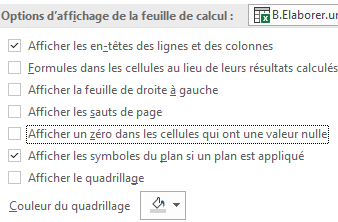 Options d'affichage de la feuille de calcul : B.Elaborer.un
Afficher les en-têtes des lignes et des colonnes
Formules dans les cellules au lieu de leurs résultats calculés
Afficher la feuille de droite à gauche
Afficher les sauts de page
Afficher un zéro dans les cellules qui ont une valeur nulle
Afficher les symboles du plan si un plan est appliqué
Afficher le quadrillage
Couleur du quadrillage